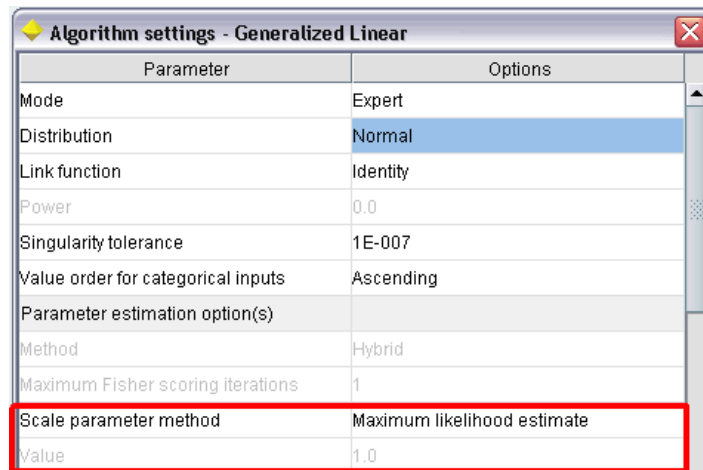 Algorithm settings - Generalized Linear
Parameter Options
Mode Expert
Distribution Normal
Link function Identity
Power 0.0
Singularity tolerance 1E-007
Value order for categorical inputs Ascending
Parameter estimation option(s)
Method Hybrid
Maximum Fisher scoring iterations 1
Scale parameter method Maximum likelihood estimate
Value 1.0